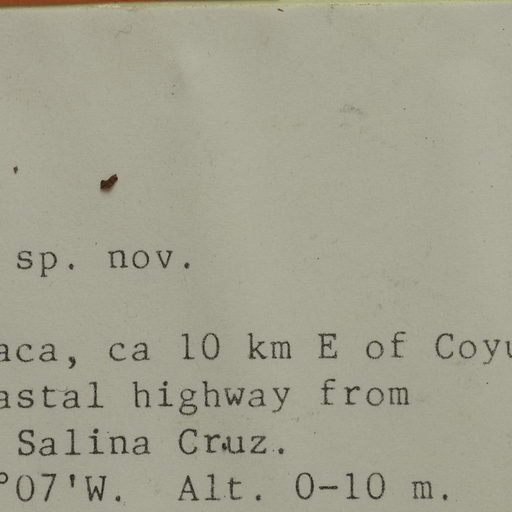 sp. nov.
aca, ca 10 km E of Coyu
astal highway from
Salina Cruz.
°07'W. Alt. 0-10 m.